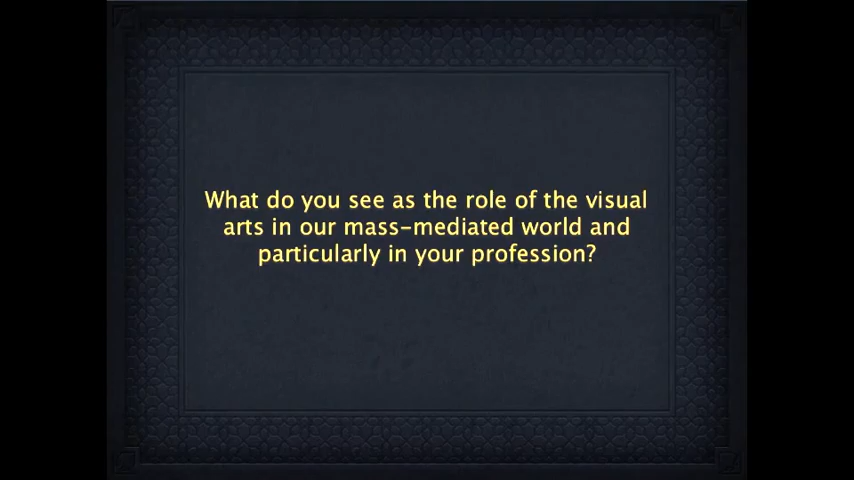 What do you see as the role of the visual
arts in our mass-mediated world and
particularly in your profession?